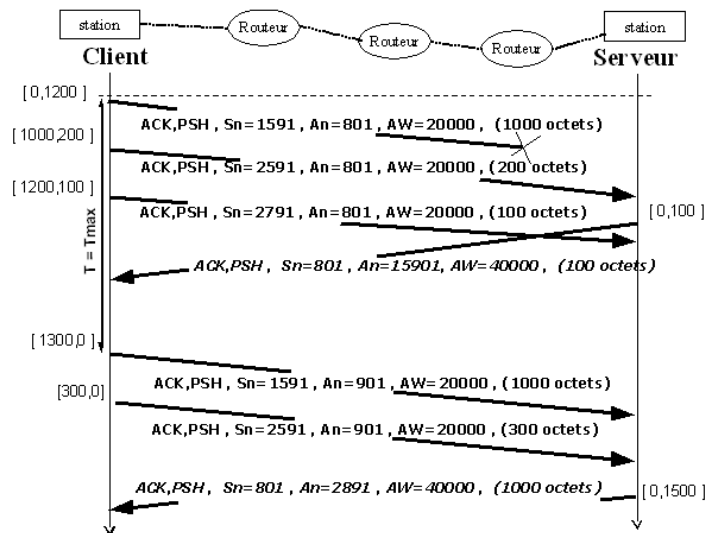 station
Routeur
Routeur
Routeur
station
Client
Serveur
[ 0,1200 ]
ACK,PSH , Sn=1591 , An=801 , AW=20000 , (1000 octets)
[1000,200 ]
ACK,PSH , Sn=2591 , An=801 , AW=20000 , (200 octets)
[1200,100 ]
ACK,PSH , Sn=2791 , An=801 , AW=20000 , (100 octets)
[ 0,100 ]
T = Tmax
ACK,PSH , Sn=801 , An=15901, AW=40000, (100 octets)
[ 1300,0 ]
ACK,PSH , Sn=1591 , An=901 , AW=20000 , (1000 octets)
[300,0]
ACK,PSH , Sn=2591 , An=901 , AW=20000 , (300 octets)
ACK,PSH , Sn=801 , An=2891 , AW=40000 , (1000 octets)
[ 0,1500 ]